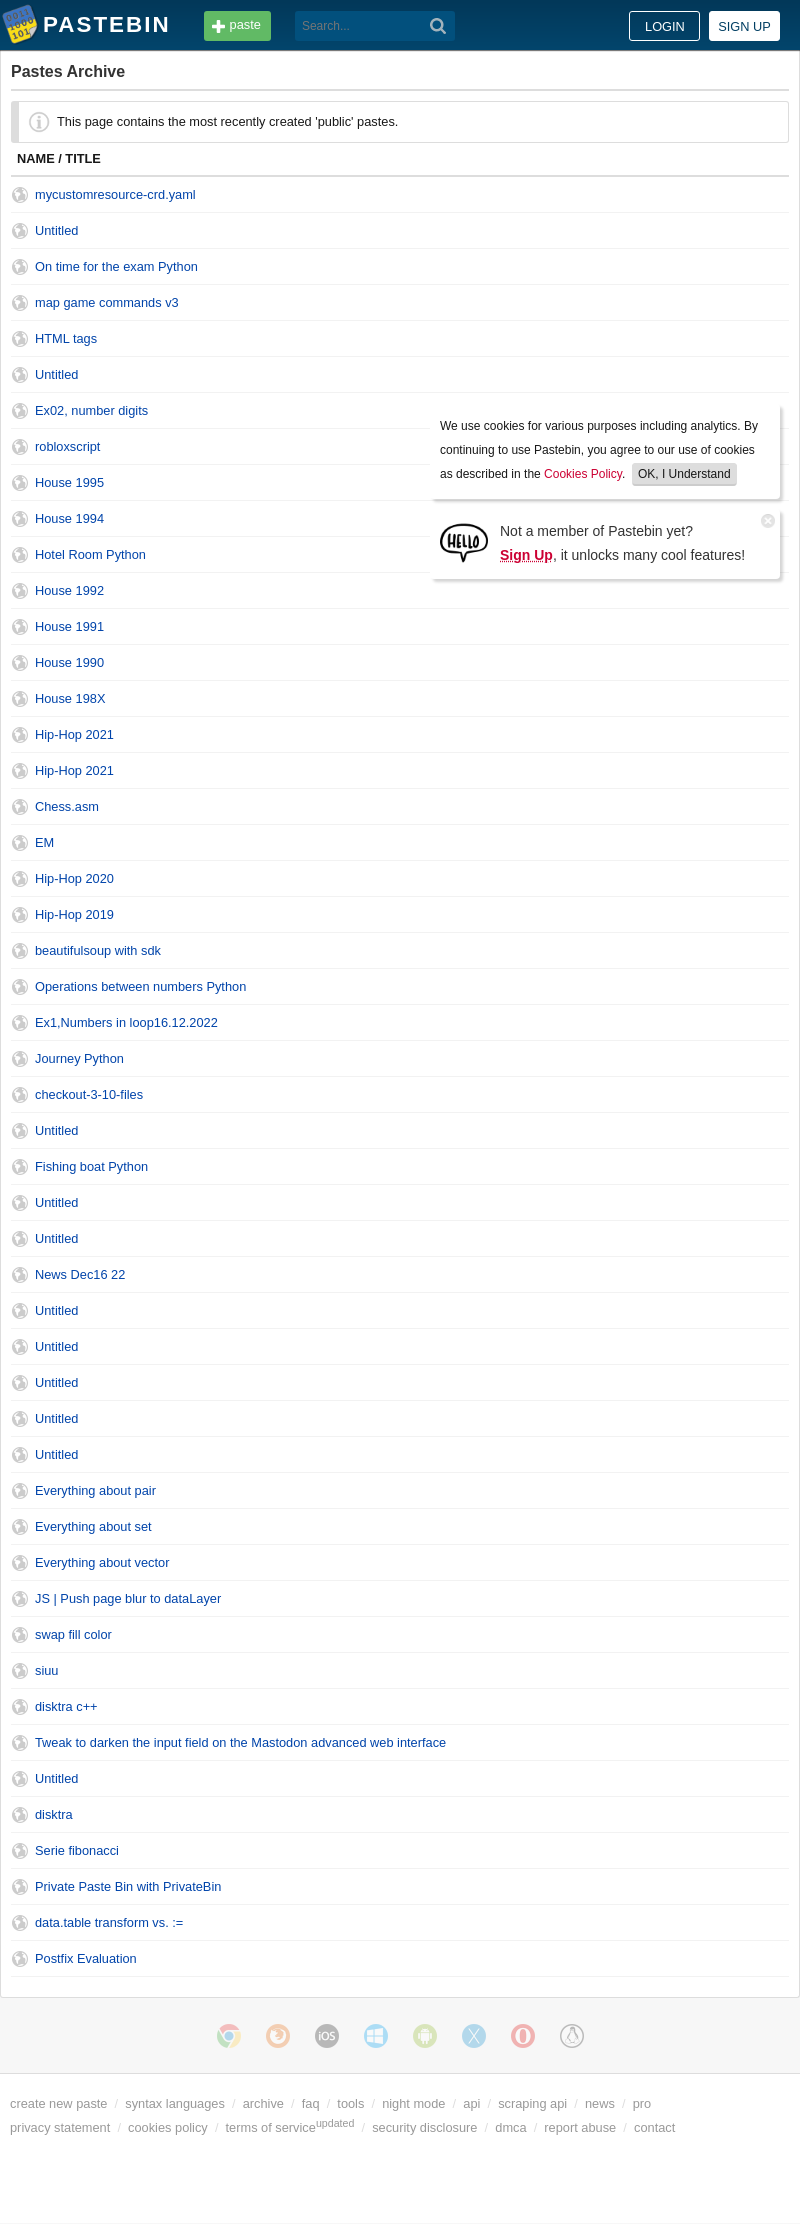 PASTEBIN
paste
Search...
LOGIN
SIGN UP
Pastes Archive
This page contains the most recently created 'public' pastes.
NAME / TITLE
mycustomresource-crd.yaml
Untitled
On time for the exam Python
map game commands v3
HTML tags
Untitled
Ex02, number digits
robloxscript
House 1995
House 1994
Hotel Room Python
House 1992
House 1991
House 1990
House 198X
Hip-Hop 2021
Hip-Hop 2021
Chess.asm
EM
Hip-Hop 2020
Hip-Hop 2019
beautifulsoup with sdk
Operations between numbers Python
Ex1,Numbers in loop16.12.2022
Journey Python
checkout-3-10-files
Untitled
Fishing boat Python
Untitled
Untitled
News Dec16 22
Untitled
Untitled
Untitled
Untitled
Untitled
Everything about pair
Everything about set
Everything about vector
JS | Push page blur to dataLayer
swap fill color
siuu
disktra c++
Tweak to darken the input field on the Mastodon advanced web interface
Untitled
disktra
Serie fibonacci
Private Paste Bin with PrivateBin
data.table transform vs. :=
Postfix Evaluation
We use cookies for various purposes including analytics. By
continuing to use Pastebin, you agree to our use of cookies
as described in the Cookies Policy. OK, I Understand
HELLO
Not a member of Pastebin yet?
Sign Up, it unlocks many cool features!
iOS
create new paste / syntax languages / archive / faq / tools / night mode / api / scraping api / news / pro
privacy statement / cookies policy / terms of service updated / security disclosure / dmca / report abuse / contact